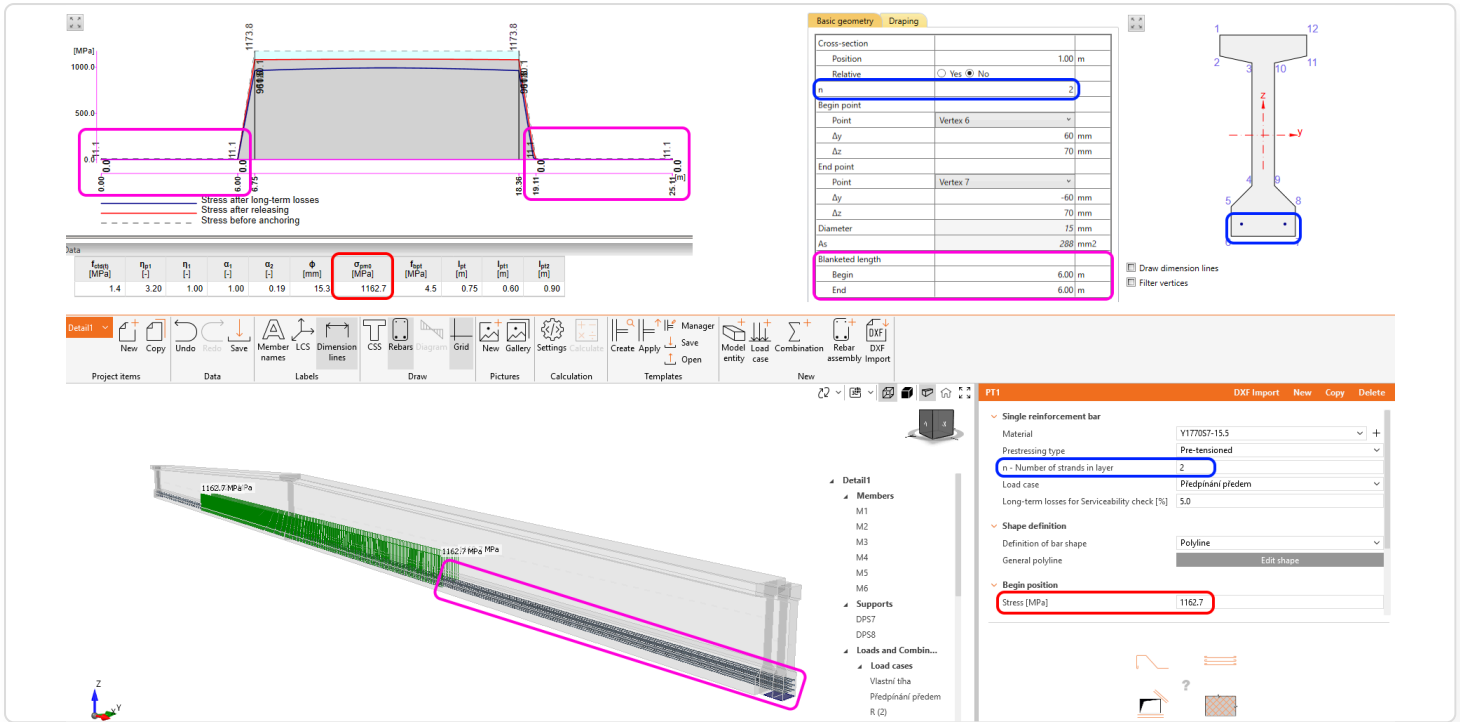 1173.8
1173.8
[MPa]
1000.0
500.0
0.0
11.1
0.0
11.1
0.0
11.1
0.0
11.1
0.0
0.00
6.00
6.75
18.36
19.11
25.11
[m]
Stress after long-term losses
Stress after releasing
Stress before anchoring
Data
fctd(t) [MPa] ηp1 [-] η1 [-] α1 [-] α2 [-] ϕ [mm] σpm0 [MPa] fbpt [MPa] lpt [m] lpt1 [m] lpt2 [m]
1.4 3.20 1.00 1.00 0.19 15.3 1162.7 4.5 0.75 0.60 0.90
Basic geometry Draping
Cross-section
Position 1.00 m
Relative Yes No
n 2
Begin point
Point Vertex 6
Δy 60 mm
Δz 70 mm
End point
Point Vertex 7
Δy -60 mm
Δz 70 mm
Diameter 15 mm
As 288 mm2
Blanketed length
Begin 6.00 m
End 6.00 m
1 12
2 3 10 11
z
y
4 9
5 8
Draw dimension lines
Filter vertices
Detail1
New Copy Undo Redo Save Member names LCS Dimension lines CSS Rebars Diagram Grid New Gallery Settings Calculate Create Apply Manager Save Open Model entity Load case Combination Rebar assembly DXF DXF Import
Project items Data Labels Draw Pictures Calculation Templates New
1162.7 MPa
1162.7 MPa
Z
Y
Detail1
Members
M1
M2
M3
M4
M5
M6
Supports
DPS7
DPS8
Loads and Combin...
Load cases
Vlastní tíha
Předpínání předem
R (2)
PT1 DXF Import New Copy Delete
Single reinforcement bar
Material Y1770S7-15.5
Prestressing type Pre-tensioned
n - Number of strands in layer 2
Load case Předpínání předem
Long-term losses for Serviceability check [%] 5.0
Shape definition
Definition of bar shape Polyline
General polyline Edit shape
Begin position
Stress [MPa] 1162.7
?